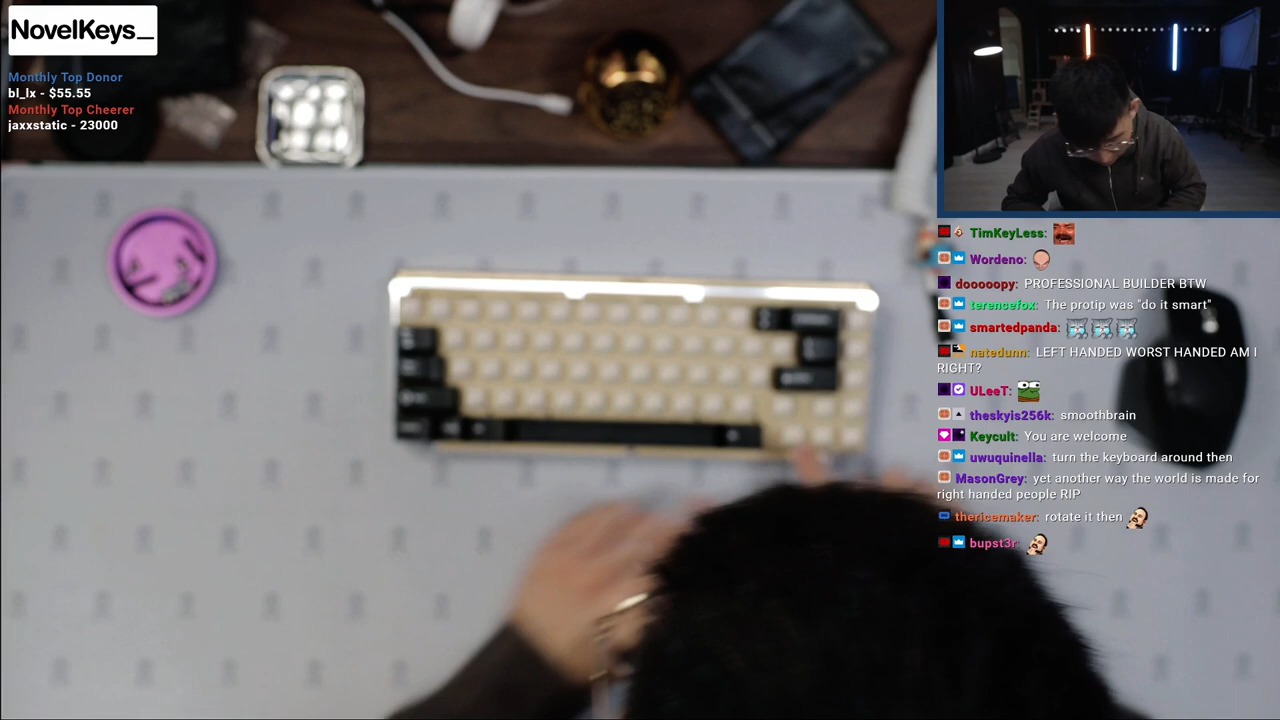 NovelKeys_
Monthly Top Donor
bl_lx - $55.55
Monthly Top Cheerer
jaxxstatic - 23000
TimKeyLess:
Wordeno:
dooooopy: PROFESSIONAL BUILDER BTW
terencefox: The protip was "do it smart"
smartedpanda:
natedunn: LEFT HANDED WORST HANDED AM I
RIGHT?
ULeeT:
theskyis256k: smoothbrain
Keycult: You are welcome
uwuquinella: turn the keyboard around then
MasonGrey: yet another way the world is made for
right handed people RIP
thericemaker: rotate it then
bupst3r: